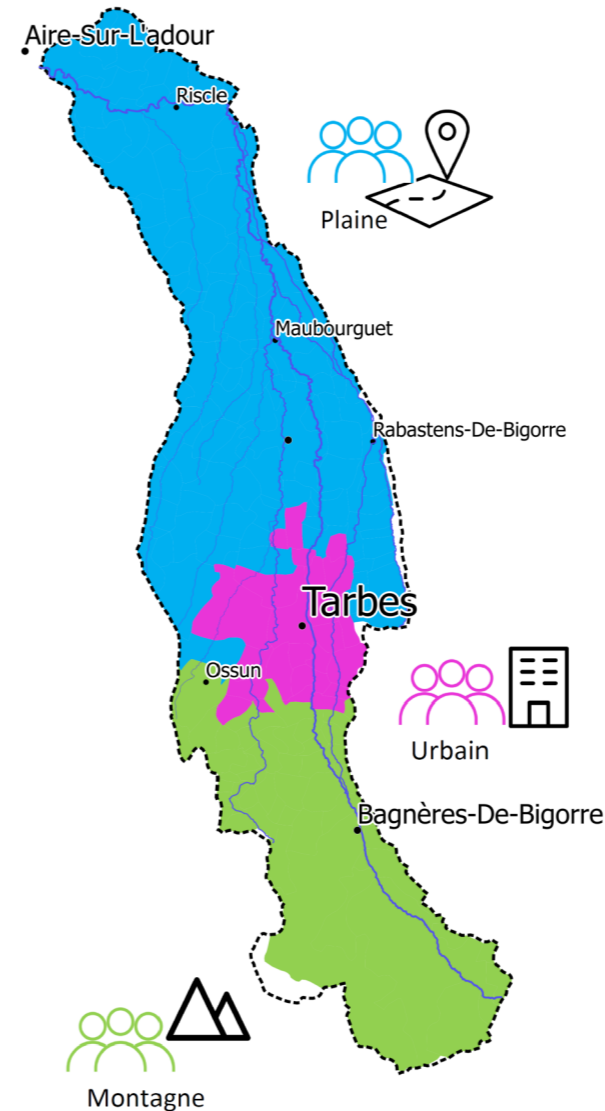 Aire-Sur-L'adour
Riscle
Plaine
Maubourguet
Rabastens-De-Bigorre
Tarbes
Ossun
Urbain
Bagnères-De-Bigorre
Montagne